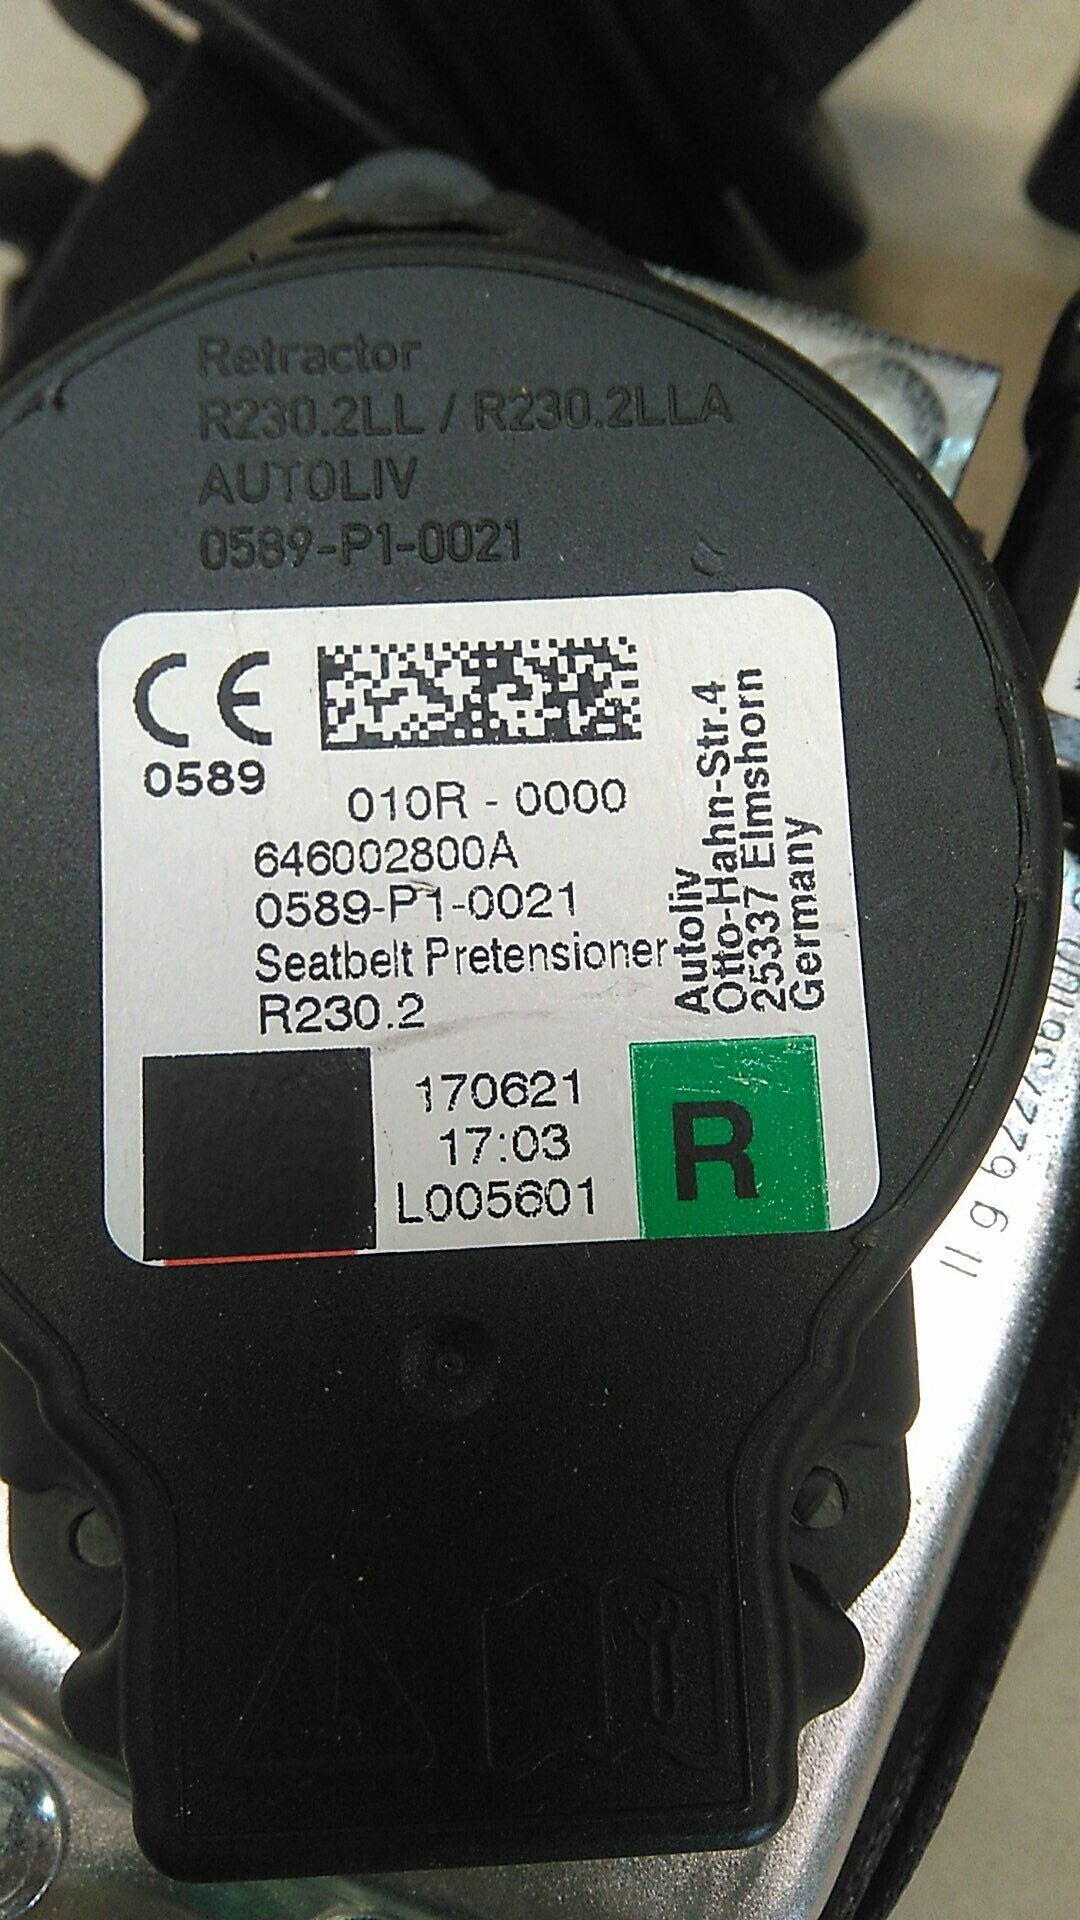 Retractor
R230.2LL / R230.2LLA
AUTOLIV
0589-P1-0021
CE
0589
010R - 0000
646002800A
0589-P1-0021
Seatbelt Pretensioner
R230.2
Autoliv
Otto-Hahn-Str.4
25337 Elmshorn
Germany
170621
17:03
L005601
R